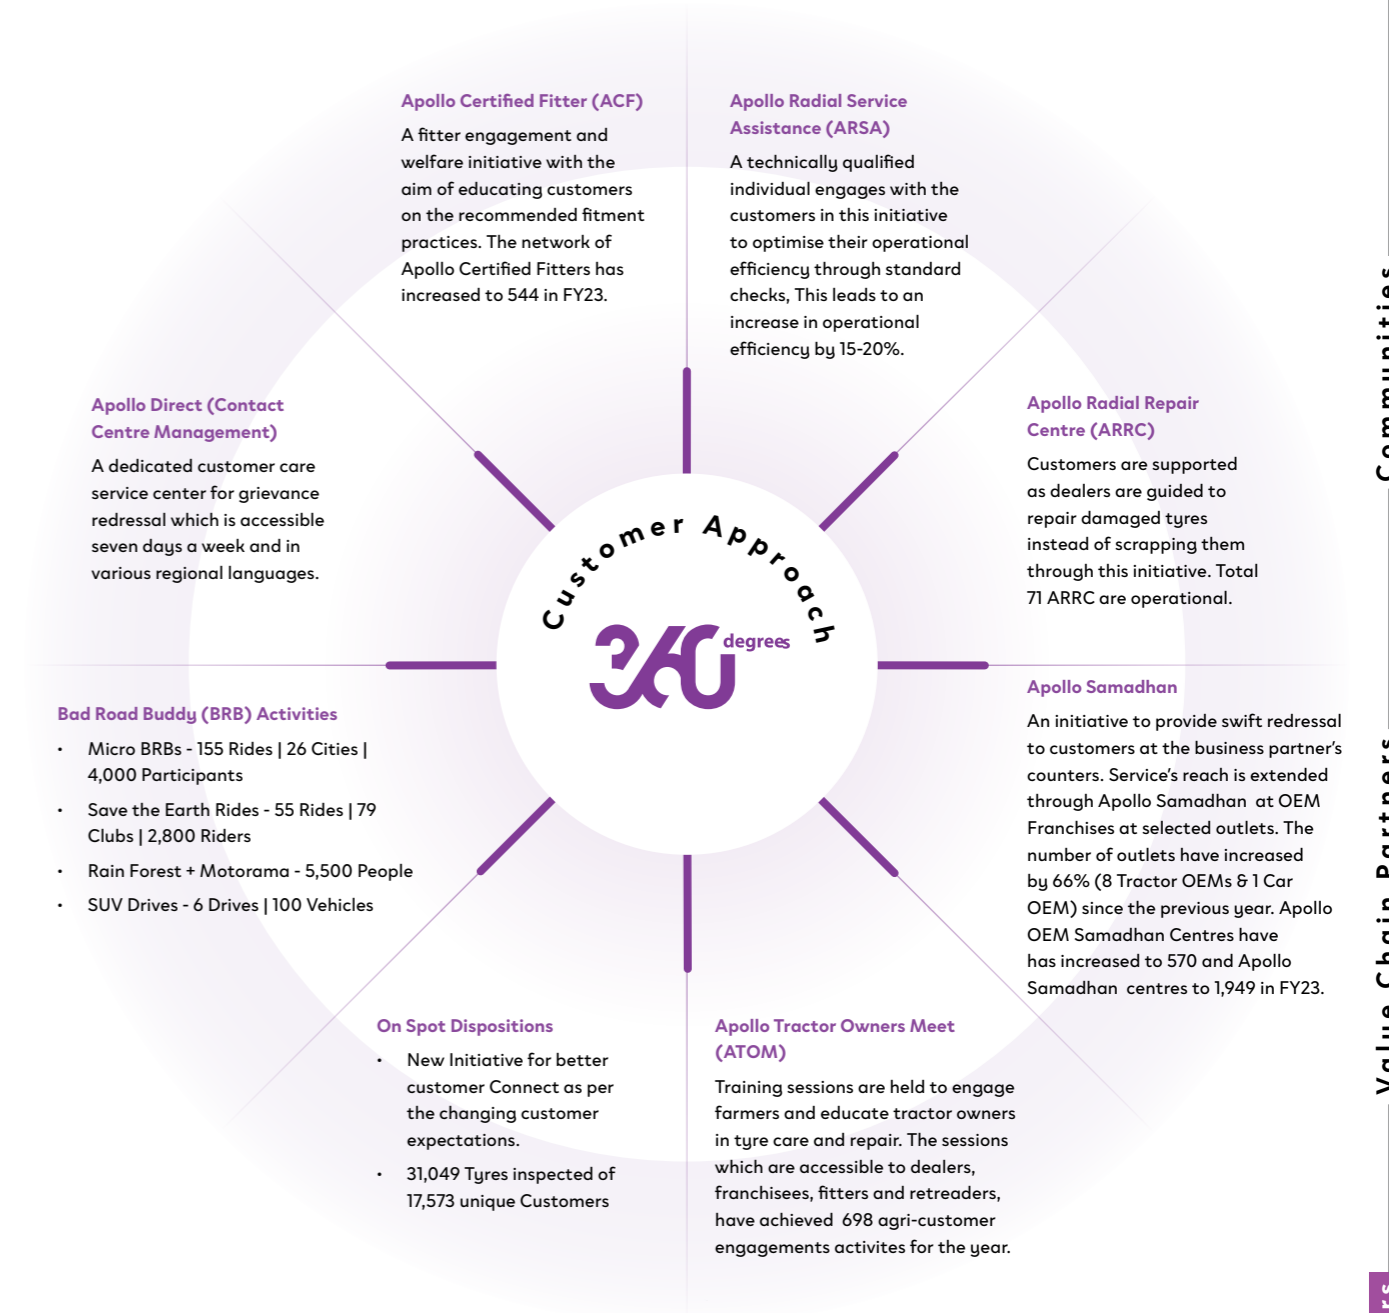 Apollo Certified Fitter (ACF)
A fitter engagement and
welfare initiative with the
aim of educating customers
on the recommended fitment
practices. The network of
Apollo Certified Fitters has
increased to 544 in FY23.
Apollo Radial Service
Assistance (ARSA)
A technically qualified
individual engages with the
customers in this initiative
to optimise their operational
efficiency through standard
checks, This leads to an
increase in operational
efficiency by 15-20%.
Apollo Direct (Contact
Centre Management)
A dedicated customer care
service center for grievance
redressal which is accessible
seven days a week and in
various regional languages.
Apollo Radial Repair
Centre (ARRC)
Customers are supported
as dealers are guided to
repair damaged tyres
instead of scrapping them
through this initiative. Total
71 ARRC are operational.
Customer Approach
360 degrees
Bad Road Buddy (BRB) Activities
• Micro BRBs - 155 Rides | 26 Cities |
4,000 Participants
• Save the Earth Rides - 55 Rides | 79
Clubs | 2,800 Riders
• Rain Forest + Motorama - 5,500 People
• SUV Drives - 6 Drives | 100 Vehicles
Apollo Samadhan
An initiative to provide swift redressal
to customers at the business partner's
counters. Service's reach is extended
through Apollo Samadhan at OEM
Franchises at selected outlets. The
number of outlets have increased
by 66% (8 Tractor OEMs & 1 Car
OEM) since the previous year. Apollo
OEM Samadhan Centres have
has increased to 570 and Apollo
Samadhan centres to 1,949 in FY23.
On Spot Dispositions
• New Initiative for better
customer Connect as per
the changing customer
expectations.
• 31,049 Tyres inspected of
17,573 unique Customers
Apollo Tractor Owners Meet
(ATOM)
Training sessions are held to engage
farmers and educate tractor owners
in tyre care and repair. The sessions
which are accessible to dealers,
franchisees, fitters and retreaders,
have achieved 698 agri-customer
engagements activites for the year.
Communities
Value Chain Partners